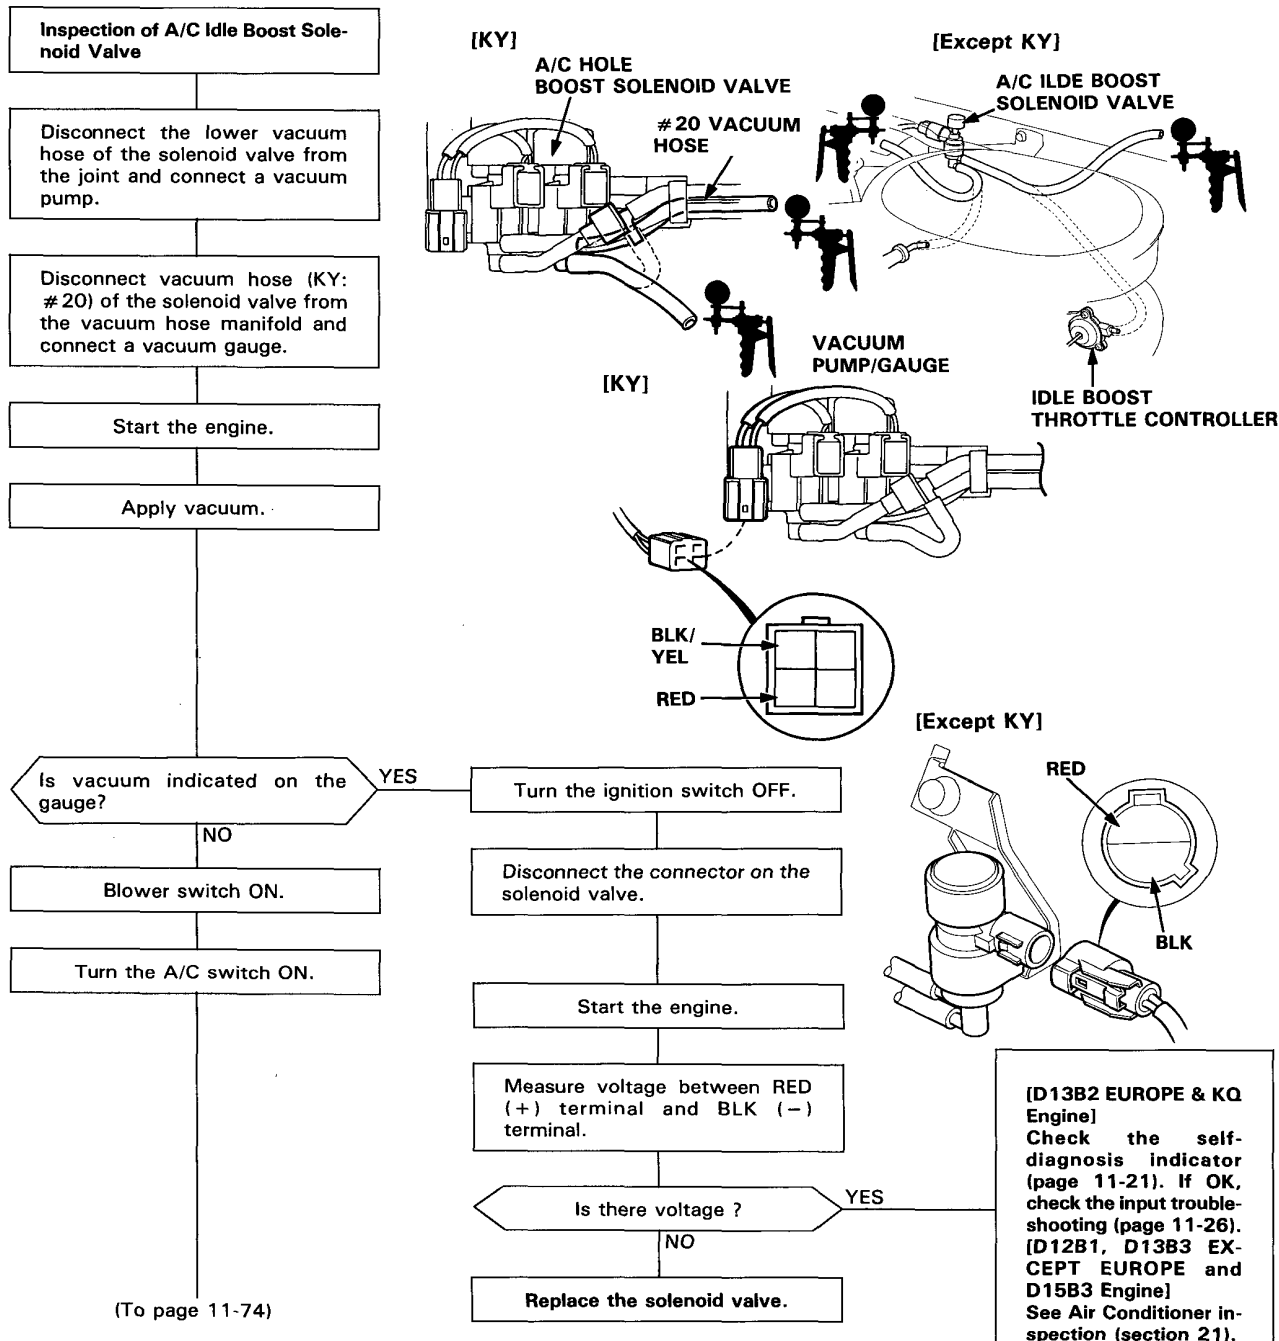 Inspection of A/C Idle Boost Sole-
noid Valve
Disconnect the lower vacuum
hose of the solenoid valve from
the joint and connect a vacuum
pump.
Disconnect vacuum hose (KY:
#20) of the solenoid valve from
the vacuum hose manifold and
connect a vacuum gauge.
Start the engine.
Apply vacuum.
[KY]
A/C HOLE
BOOST SOLENOID VALVE
#20 VACUUM
HOSE
[Except KY]
A/C ILDE BOOST
SOLENOID VALVE
VACUUM
PUMP/GAUGE
IDLE BOOST
THROTTLE CONTROLLER
[KY]
BLK/
YEL
RED
[Except KY]
RED
BLK
Is vacuum indicated on the
gauge?
YES
NO
Blower switch ON.
Turn the A/C switch ON.
(To page 11-74)
Turn the ignition switch OFF.
Disconnect the connector on the
solenoid valve.
Start the engine.
Measure voltage between RED
(+) terminal and BLK (−)
terminal.
Is there voltage ?
YES
NO
Replace the solenoid valve.
[D13B2 EUROPE & KQ
Engine]
Check the self-
diagnosis indicator
(page 11-21). If OK,
check the input trouble-
shooting (page 11-26).
[D12B1, D13B3 EX-
CEPT EUROPE and
D15B3 Engine]
See Air Conditioner in-
spection (section 21).